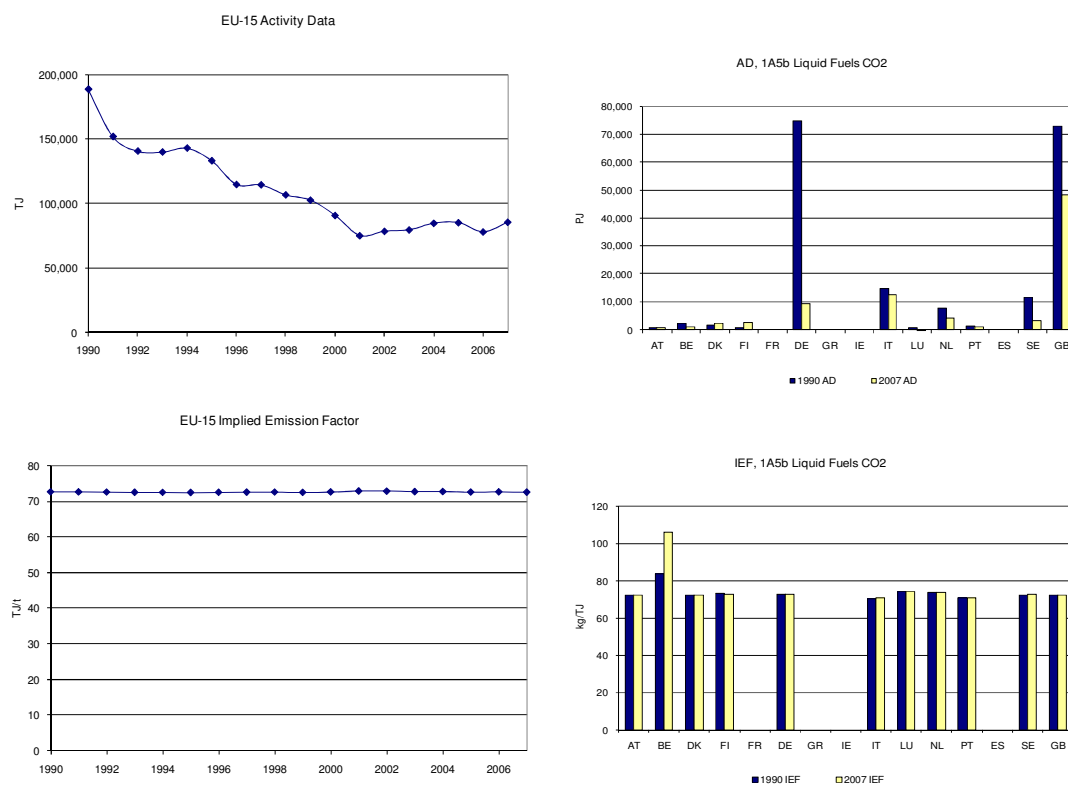 EU-15 Activity Data
200,000
150,000
100,000
50,000
0
TJ
1990 1992 1994 1996 1998 2000 2002 2004 2006
AD, 1A5b Liquid Fuels CO2
80,000
70,000
60,000
50,000
40,000
30,000
20,000
10,000
0
PJ
AT BE DK FI FR DE GR IE IT LU NL PT ES SE GB
1990 AD 2007 AD
EU-15 Implied Emission Factor
80
70
60
50
40
30
20
10
0
TJ/t
1990 1992 1994 1996 1998 2000 2002 2004 2006
IEF, 1A5b Liquid Fuels CO2
120
100
80
60
40
20
0
kg/TJ
AT BE DK FI FR DE GR IE IT LU NL PT ES SE GB
1990 IEF 2007 IEF